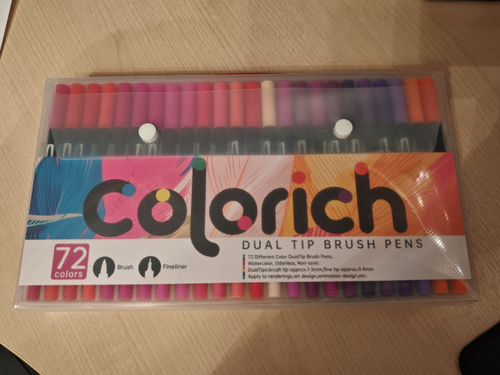 Colorich
DUAL TIP BRUSH PENS
72
colors
Brush
Fineliner
72 Different Color DualTip Brush Pens,
Watercolor, Odorless, Non-toxic.
DualTips:brush tip approx.1-2mm;fine tip approx.0.4mm
Apply to renderings,art design,animation design,etc.